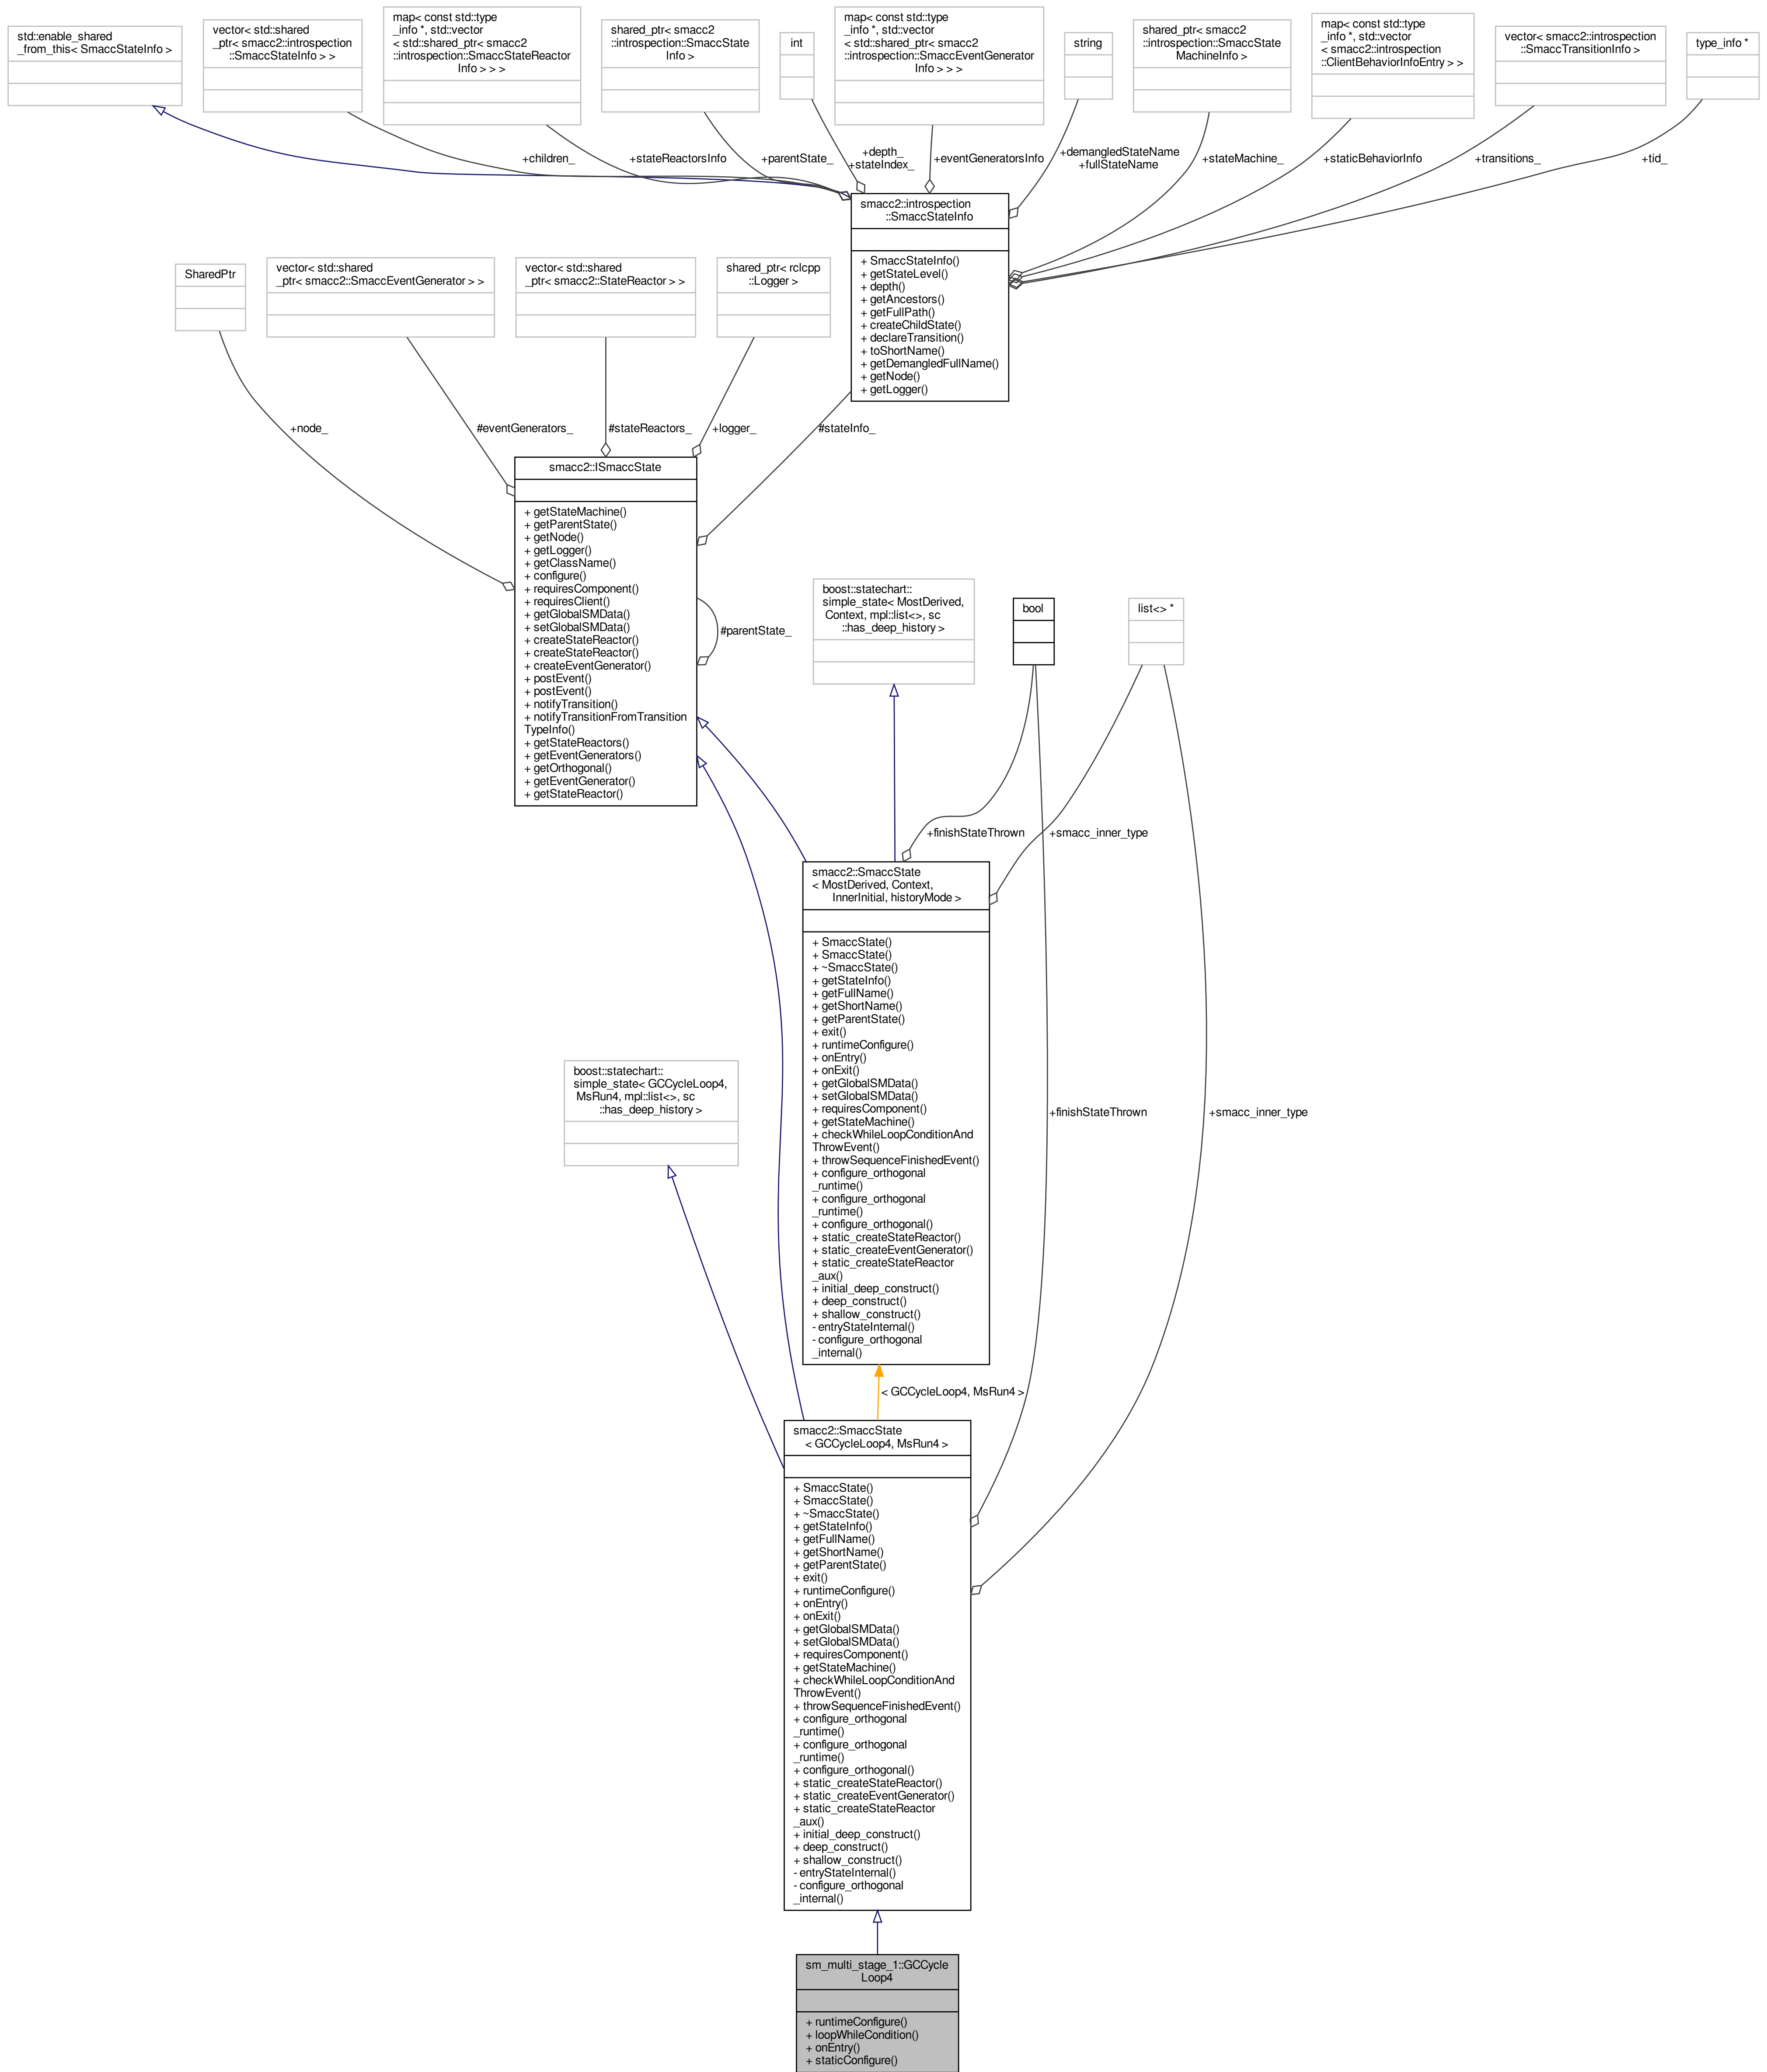 std::enable_shared
_from_this< SmaccStateInfo >
vector< std::shared
_ptr< smacc2::introspection
::SmaccStateInfo > >
map< const std::type
_info *, std::vector
< std::shared_ptr< smacc2
::introspection::SmaccStateReactor
Info > > >
shared_ptr< smacc2
::introspection::SmaccState
Info >
int
map< const std::type
_info *, std::vector
< std::shared_ptr< smacc2
::introspection::SmaccEventGenerator
Info > > >
string
shared_ptr< smacc2
::introspection::SmaccState
MachineInfo >
map< const std::type
_info *, std::vector
< smacc2::introspection
::ClientBehaviorInfoEntry > >
vector< smacc2::introspection
::SmaccTransitionInfo >
type_info *
+children_
+stateReactorsInfo
+parentState_
+depth_
+stateIndex_
+eventGeneratorsInfo
+demangledStateName
+fullStateName
+stateMachine_
+staticBehaviorInfo
+transitions_
+tid_
smacc2::introspection
::SmaccStateInfo
+ SmaccStateInfo()
+ getStateLevel()
+ depth()
+ getAncestors()
+ getFullPath()
+ createChildState()
+ declareTransition()
+ toShortName()
+ getDemangledFullName()
+ getNode()
+ getLogger()
SharedPtr
vector< std::shared
_ptr< smacc2::SmaccEventGenerator > >
vector< std::shared
_ptr< smacc2::StateReactor > >
shared_ptr< rclcpp
::Logger >
+node_
#eventGenerators_
#stateReactors_
+logger_
#stateInfo_
smacc2::ISmaccState
+ getStateMachine()
+ getParentState()
+ getNode()
+ getLogger()
+ getClassName()
+ configure()
+ requiresComponent()
+ requiresClient()
+ getGlobalSMData()
+ setGlobalSMData()
+ createStateReactor()
+ createStateReactor()
+ createEventGenerator()
+ postEvent()
+ postEvent()
+ notifyTransition()
+ notifyTransitionFromTransition
TypeInfo()
+ getStateReactors()
+ getEventGenerators()
+ getOrthogonal()
+ getEventGenerator()
+ getStateReactor()
#parentState_
boost::statechart::
simple_state< MostDerived,
Context, mpl::list<>, sc
::has_deep_history >
bool
list<> *
+finishStateThrown
+smacc_inner_type
smacc2::SmaccState
< MostDerived, Context,
InnerInitial, historyMode >
+ SmaccState()
+ SmaccState()
+ ~SmaccState()
+ getStateInfo()
+ getFullName()
+ getShortName()
+ getParentState()
+ exit()
+ runtimeConfigure()
+ onEntry()
+ onExit()
+ getGlobalSMData()
+ setGlobalSMData()
+ requiresComponent()
+ getStateMachine()
+ checkWhileLoopConditionAnd
ThrowEvent()
+ throwSequenceFinishedEvent()
+ configure_orthogonal
_runtime()
+ configure_orthogonal
_runtime()
+ configure_orthogonal()
+ static_createStateReactor()
+ static_createEventGenerator()
+ static_createStateReactor
_aux()
+ initial_deep_construct()
+ deep_construct()
+ shallow_construct()
- entryStateInternal()
- configure_orthogonal
_internal()
boost::statechart::
simple_state< GCCycleLoop4,
MsRun4, mpl::list<>, sc
::has_deep_history >
+finishStateThrown
+smacc_inner_type
< GCCycleLoop4, MsRun4 >
smacc2::SmaccState
< GCCycleLoop4, MsRun4 >
+ SmaccState()
+ SmaccState()
+ ~SmaccState()
+ getStateInfo()
+ getFullName()
+ getShortName()
+ getParentState()
+ exit()
+ runtimeConfigure()
+ onEntry()
+ onExit()
+ getGlobalSMData()
+ setGlobalSMData()
+ requiresComponent()
+ getStateMachine()
+ checkWhileLoopConditionAnd
ThrowEvent()
+ throwSequenceFinishedEvent()
+ configure_orthogonal
_runtime()
+ configure_orthogonal
_runtime()
+ configure_orthogonal()
+ static_createStateReactor()
+ static_createEventGenerator()
+ static_createStateReactor
_aux()
+ initial_deep_construct()
+ deep_construct()
+ shallow_construct()
- entryStateInternal()
- configure_orthogonal
_internal()
sm_multi_stage_1::GCCycle
Loop4
+ runtimeConfigure()
+ loopWhileCondition()
+ onEntry()
+ staticConfigure()